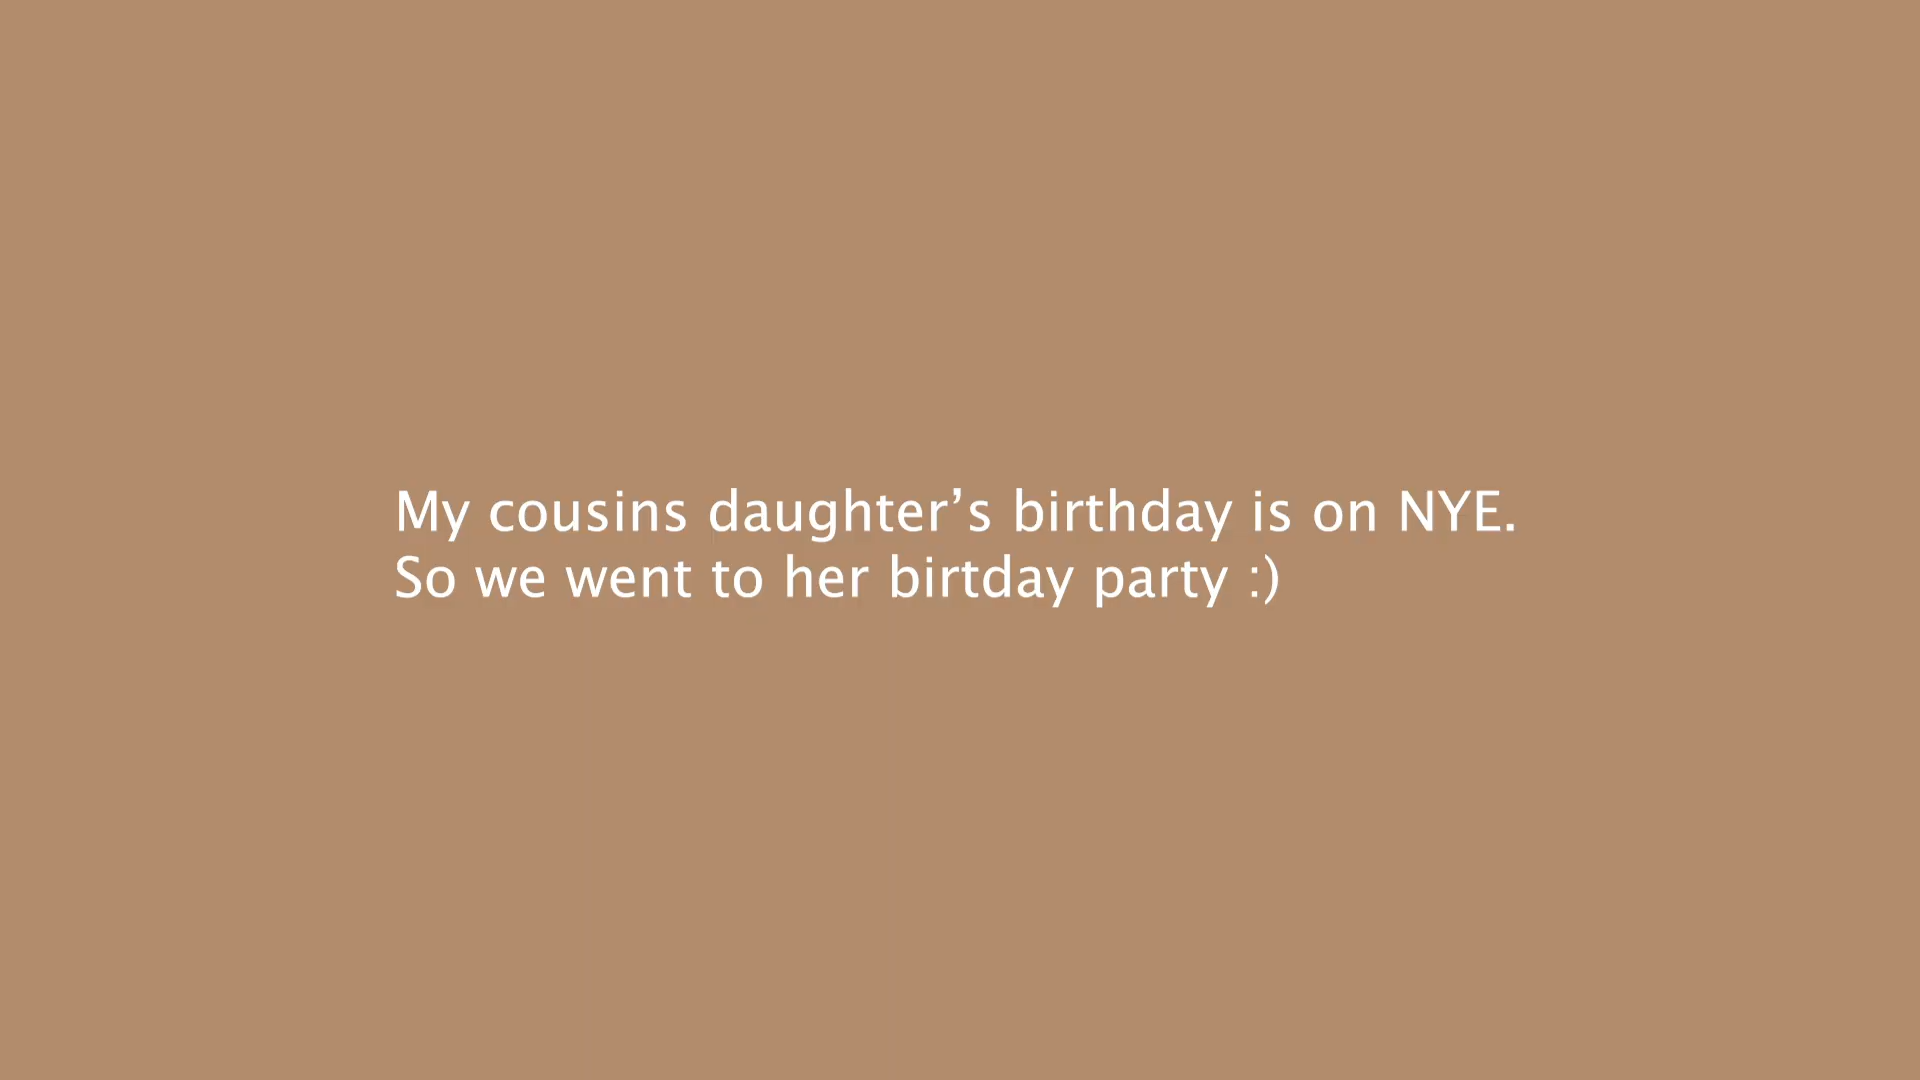 My cousins daughter’s birthday is on NYE.
So we went to her birtday party :)